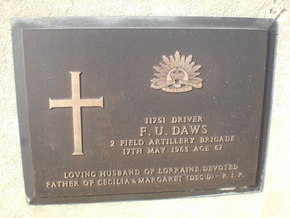 11751 DRIVER
F. U. DAWS
2 FIELD ARTILLERY BRIGADE
17TH MAY 1963 AGE 67
LOVING HUSBAND OF LORRAINE. DEVOTED
FATHER OF CECILIA & MARGARET (DEC'D) - R.I.P.